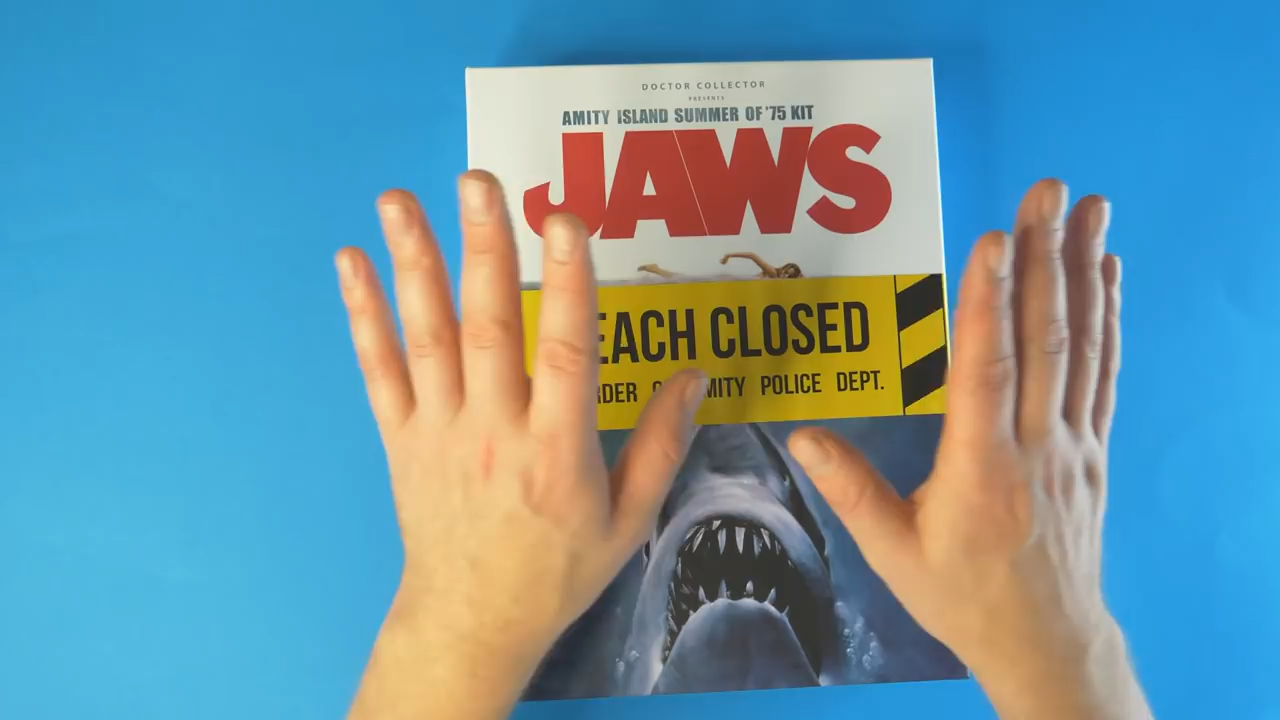 DOCTOR COLLECTOR
PRESENTS
AMITY ISLAND SUMMER OF '75 KIT
JAWS
EACH CLOSED
RDER MITY POLICE DEPT.